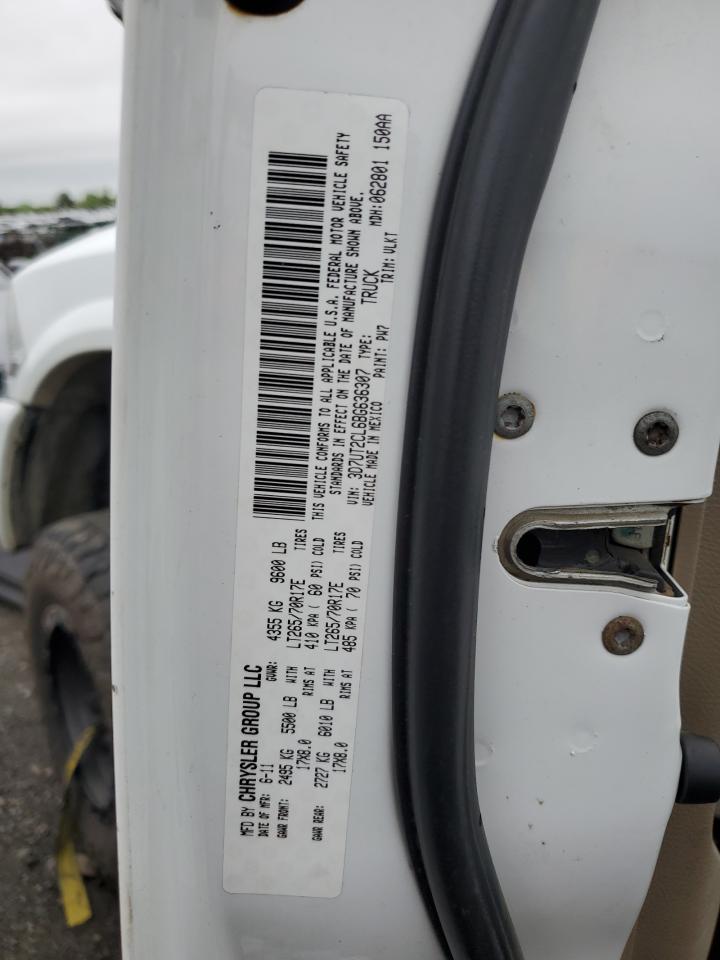 MFD BY CHRYSLER GROUP LLC
DATE OF MFR: 6-11 GVWR: 4355 KG 9600 LB
GAWR FRONT: 2495 KG 5500 LB WITH LT265/70R17E TIRES
17X8.0 RIMS AT 410 KPA ( 60 PSI) COLD
GAWR REAR: 2727 KG 6010 LB WITH LT265/70R17E TIRES
17X8.0 RIMS AT 485 KPA ( 70 PSI) COLD
THIS VEHICLE CONFORMS TO ALL APPLICABLE U.S.A. FEDERAL MOTOR VEHICLE SAFETY
STANDARDS IN EFFECT ON THE DATE OF MANUFACTURE SHOWN ABOVE.
VIN: 3D7UT2CL6BG636307 TYPE: TRUCK MDH:062801 150AA
VEHICLE MADE IN MEXICO PAINT: PW7 TRIM: VLKT